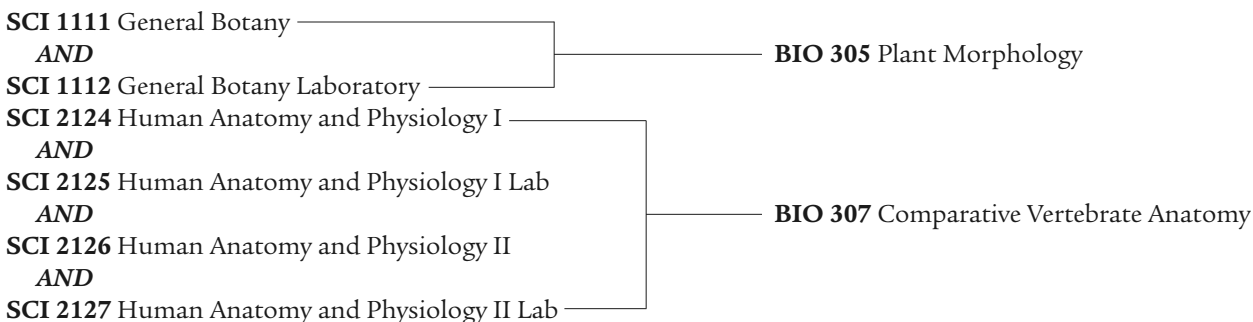 SCI 1111 General Botany
AND
BIO 305 Plant Morphology
SCI 1112 General Botany Laboratory
SCI 2124 Human Anatomy and Physiology I
AND
SCI 2125 Human Anatomy and Physiology I Lab
AND
BIO 307 Comparative Vertebrate Anatomy
SCI 2126 Human Anatomy and Physiology II
AND
SCI 2127 Human Anatomy and Physiology II Lab